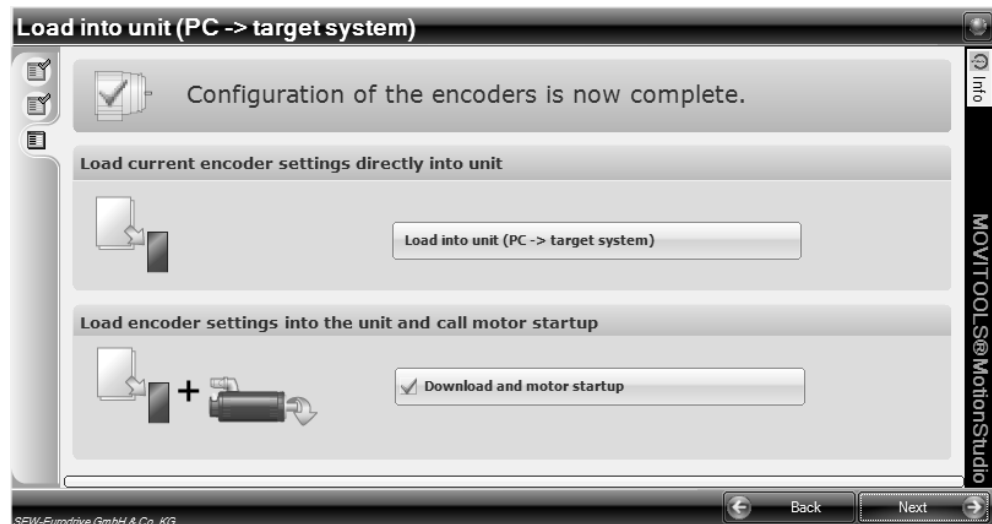 Load into unit (PC -> target system)
Info
Configuration of the encoders is now complete.
Load current encoder settings directly into unit
Load into unit (PC -> target system)
Load encoder settings into the unit and call motor startup
Download and motor startup
MOVITOOLS®MotionStudio
Back
Next
SEW-Eurodrive GmbH & Co. KG